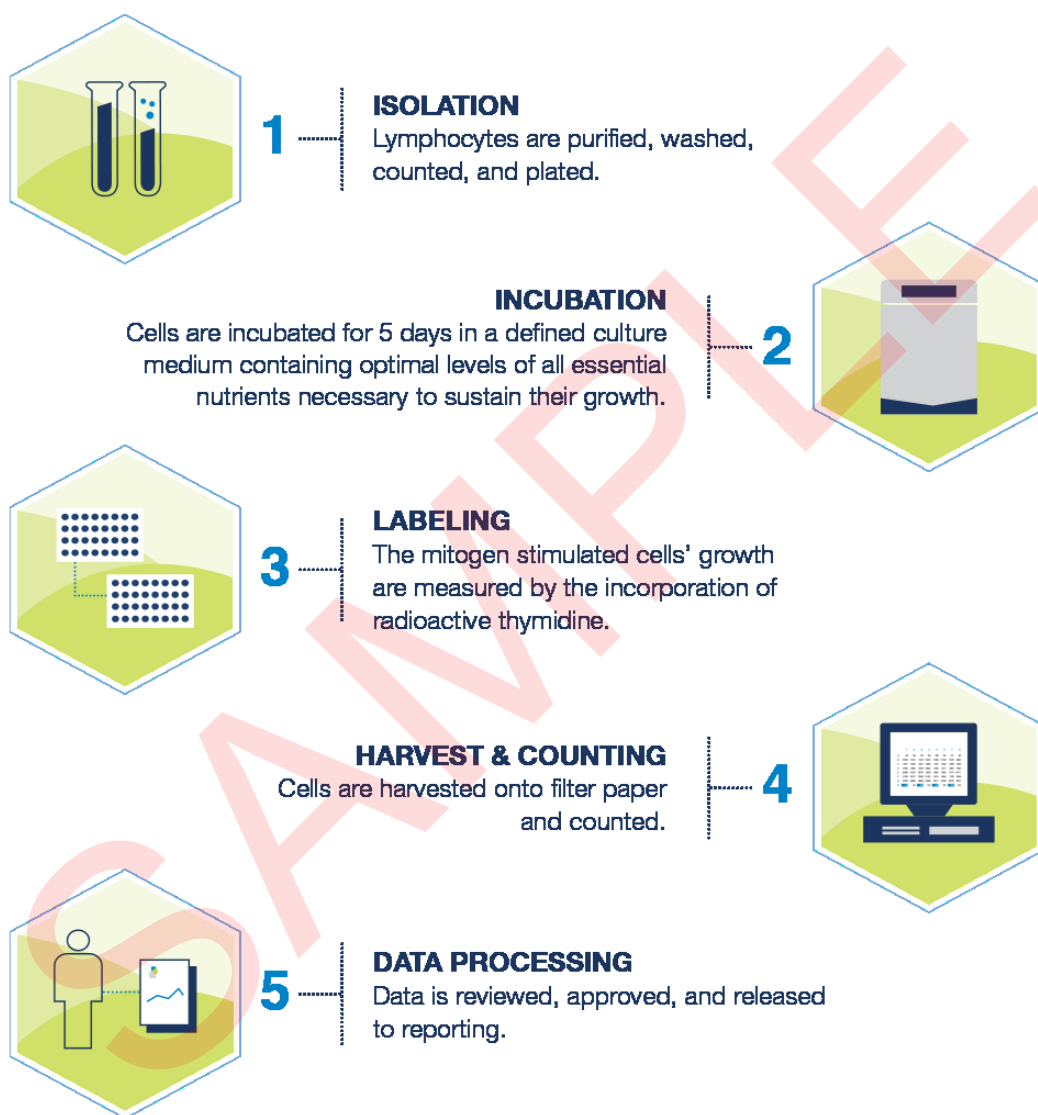 1
ISOLATION
Lymphocytes are purified, washed,
counted, and plated.
INCUBATION
Cells are incubated for 5 days in a defined culture
medium containing optimal levels of all essential
nutrients necessary to sustain their growth.
2
3
LABELING
The mitogen stimulated cells’ growth
are measured by the incorporation of
radioactive thymidine.
HARVEST & COUNTING
Cells are harvested onto filter paper
and counted.
4
5
DATA PROCESSING
Data is reviewed, approved, and released
to reporting.
SAMPLE